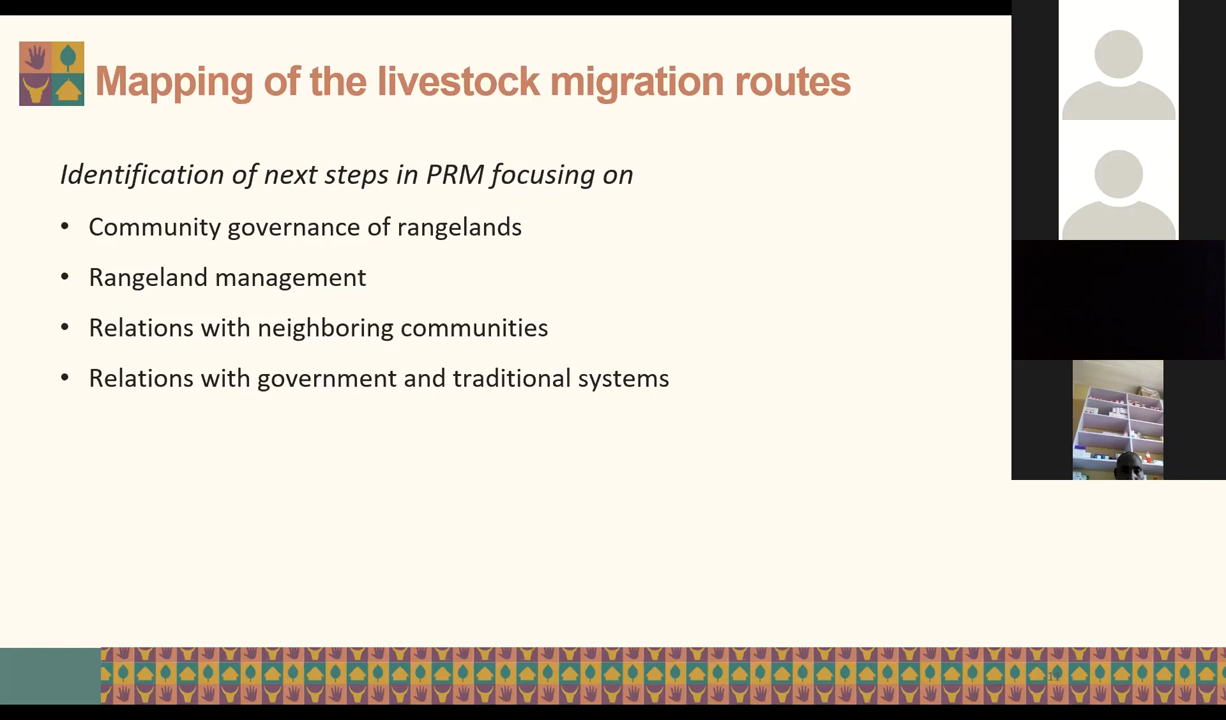 Mapping of the livestock migration routes
Identification of next steps in PRM focusing on
• Community governance of rangelands
• Rangeland management
• Relations with neighboring communities
• Relations with government and traditional systems